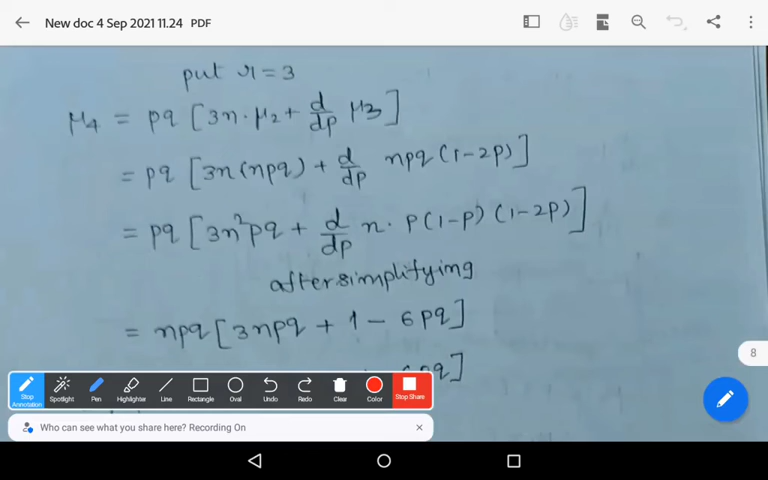 New doc 4 Sep 2021 11.24 PDF
put r=3
μ₄ = pq [3n·μ₂ + d/dp μ₃]
= pq [3n(npq) + d/dp npq (1-2p)]
= pq [3n²pq + d/dp n· p(1-p) (1-2p)]
after simplifying
= npq [3npq + 1 - 6pq]
6pq]
8
Stop Annotation
Spotlight
Pen
Highlighter
Line
Rectangle
Oval
Undo
Redo
Clear
Color
Stop Share
Who can see what you share here? Recording On